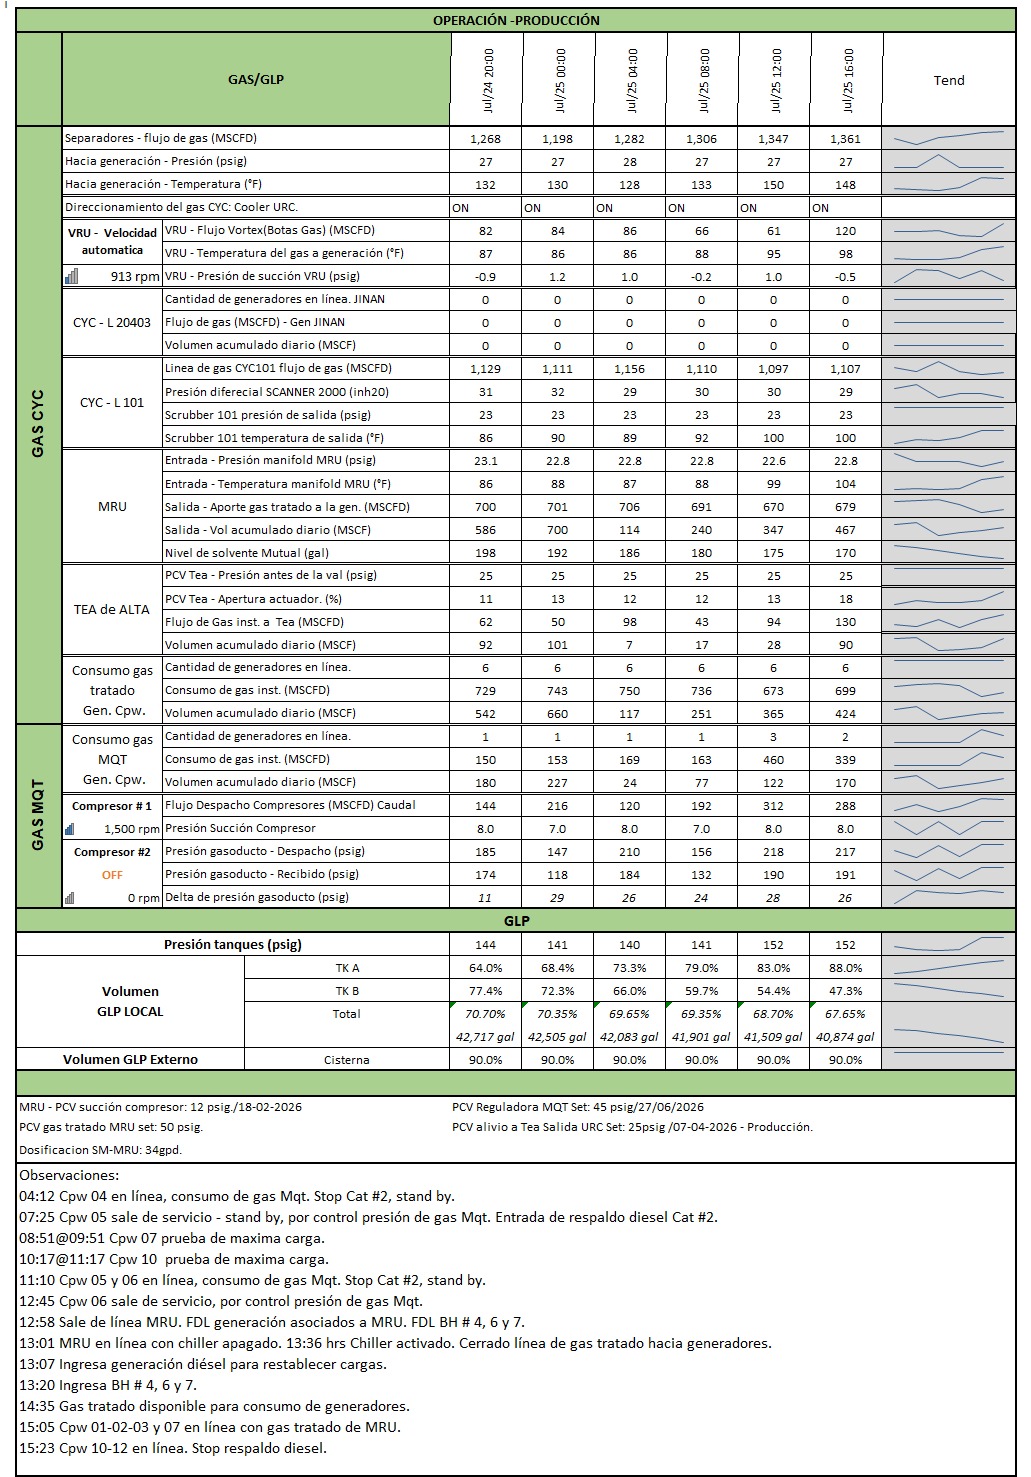 OPERACIÓN -PRODUCCIÓN
GAS/GLP Jul/24 20:00 Jul/25 00:00 Jul/25 04:00 Jul/25 08:00 Jul/25 12:00 Jul/25 16:00 Tend
GAS CYC
Separadores - flujo de gas (MSCFD) 1,268 1,198 1,282 1,306 1,347 1,361
Hacia generación - Presión (psig) 27 27 28 27 27 27
Hacia generación - Temperatura (°F) 132 130 128 133 150 148
Direccionamiento del gas CYC: Cooler URC. ON ON ON ON ON ON
VRU - Velocidad automatica
913 rpm
VRU - Flujo Vortex(Botas Gas) (MSCFD) 82 84 86 66 61 120
VRU - Temperatura del gas a generación (°F) 87 86 86 88 95 98
VRU - Presión de succión VRU (psig) -0.9 1.2 1.0 -0.2 1.0 -0.5
CYC - L 20403
Cantidad de generadores en línea. JINAN 0 0 0 0 0 0
Flujo de gas (MSCFD) - Gen JINAN 0 0 0 0 0 0
Volumen acumulado diario (MSCF) 0 0 0 0 0 0
CYC - L 101
Linea de gas CYC101 flujo de gas (MSCFD) 1,129 1,111 1,156 1,110 1,097 1,107
Presión diferecial SCANNER 2000 (inh20) 31 32 29 30 30 29
Scrubber 101 presión de salida (psig) 23 23 23 23 23 23
Scrubber 101 temperatura de salida (°F) 86 90 89 92 100 100
MRU
Entrada - Presión manifold MRU (psig) 23.1 22.8 22.8 22.8 22.6 22.8
Entrada - Temperatura manifold MRU (°F) 86 88 87 88 99 104
Salida - Aporte gas tratado a la gen. (MSCFD) 700 701 706 691 670 679
Salida - Vol acumulado diario (MSCF) 586 700 114 240 347 467
Nivel de solvente Mutual (gal) 198 192 186 180 175 170
TEA de ALTA
PCV Tea - Presión antes de la val (psig) 25 25 25 25 25 25
PCV Tea - Apertura actuador. (%) 11 13 12 12 13 18
Flujo de Gas inst. a Tea (MSCFD) 62 50 98 43 94 130
Volumen acumulado diario (MSCF) 92 101 7 17 28 90
Consumo gas tratado Gen. Cpw.
Cantidad de generadores en línea. 6 6 6 6 6 6
Consumo de gas inst. (MSCFD) 729 743 750 736 673 699
Volumen acumulado diario (MSCF) 542 660 117 251 365 424
GAS MQT
Consumo gas MQT Gen. Cpw.
Cantidad de generadores en línea. 1 1 1 1 3 2
Consumo de gas inst. (MSCFD) 150 153 169 163 460 339
Volumen acumulado diario (MSCF) 180 227 24 77 122 170
Compresor # 1
1,500 rpm
Flujo Despacho Compresores (MSCFD) Caudal 144 216 120 192 312 288
Presión Succión Compresor 8.0 7.0 8.0 7.0 8.0 8.0
Compresor #2
OFF
0 rpm
Presión gasoducto - Despacho (psig) 185 147 210 156 218 217
Presión gasoducto - Recibido (psig) 174 118 184 132 190 191
Delta de presión gasoducto (psig) 11 29 26 24 28 26
GLP
Presión tanques (psig) 144 141 140 141 152 152
Volumen GLP LOCAL
TK A 64.0% 68.4% 73.3% 79.0% 83.0% 88.0%
TK B 77.4% 72.3% 66.0% 59.7% 54.4% 47.3%
Total 70.70% 70.35% 69.65% 69.35% 68.70% 67.65%
42,717 gal 42,505 gal 42,083 gal 41,901 gal 41,509 gal 40,874 gal
Volumen GLP Externo Cisterna 90.0% 90.0% 90.0% 90.0% 90.0% 90.0%
MRU - PCV succión compresor: 12 psig./18-02-2026 PCV Reguladora MQT Set: 45 psig/27/06/2026
PCV gas tratado MRU set: 50 psig. PCV alivio a Tea Salida URC Set: 25psig /07-04-2026 - Producción.
Dosificacion SM-MRU: 34gpd.
Observaciones:
04:12 Cpw 04 en línea, consumo de gas Mqt. Stop Cat #2, stand by.
07:25 Cpw 05 sale de servicio - stand by, por control presión de gas Mqt. Entrada de respaldo diesel Cat #2.
08:51@09:51 Cpw 07 prueba de maxima carga.
10:17@11:17 Cpw 10 prueba de maxima carga.
11:10 Cpw 05 y 06 en línea, consumo de gas Mqt. Stop Cat #2, stand by.
12:45 Cpw 06 sale de servicio, por control presión de gas Mqt.
12:58 Sale de línea MRU. FDL generación asociados a MRU. FDL BH # 4, 6 y 7.
13:01 MRU en línea con chiller apagado. 13:36 hrs Chiller activado. Cerrado línea de gas tratado hacia generadores.
13:07 Ingresa generación diésel para restablecer cargas.
13:20 Ingresa BH # 4, 6 y 7.
14:35 Gas tratado disponible para consumo de generadores.
15:05 Cpw 01-02-03 y 07 en línea con gas tratado de MRU.
15:23 Cpw 10-12 en línea. Stop respaldo diesel.